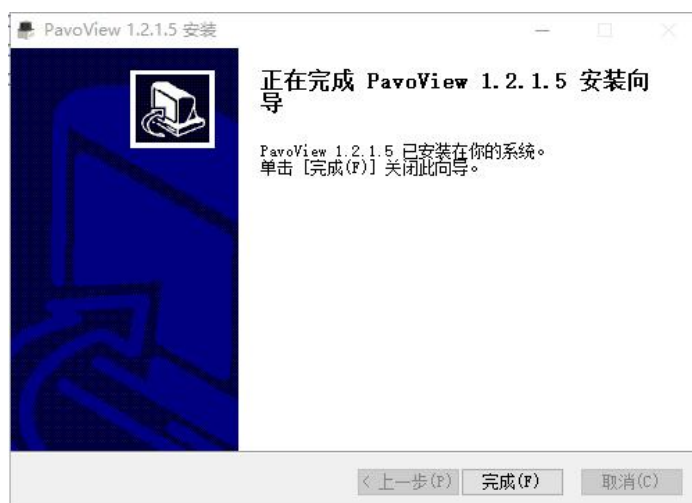 PavoView 1.2.1.5 安装
正在完成 PavoView 1.2.1.5 安装向
导
PavoView 1.2.1.5 已安装在你的系统。
单击 [完成(F)] 关闭此向导。
< 上一步(P) 完成(F) 取消(C)